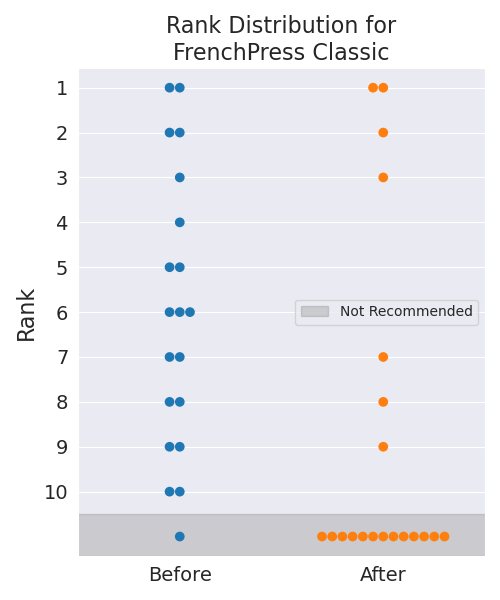 Rank Distribution for
FrenchPress Classic
Rank
1
2
3
4
5
6
7
8
9
10
Not Recommended
Before
After